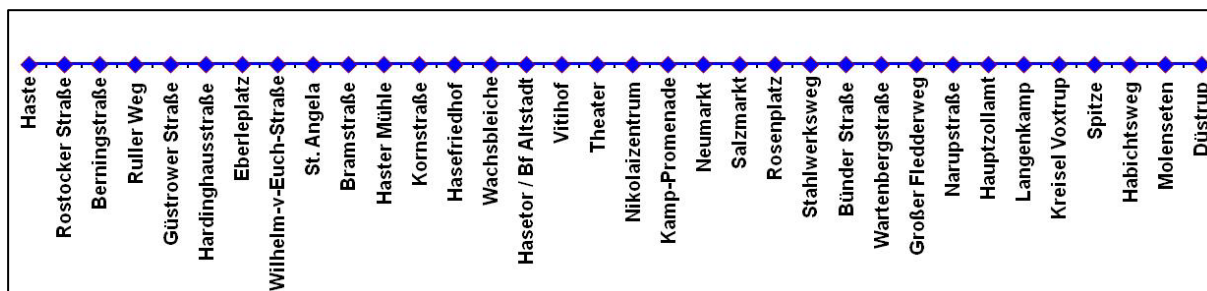 Haste
Rostocker Straße
Berningstraße
Ruller Weg
Güstrower Straße
Hardinghausstraße
Eberleplatz
Wilhelm-v-Euch-Straße
St. Angela
Bramstraße
Haster Mühle
Kornstraße
Hasefriedhof
Wachsbleiche
Hasetor / Bf Altstadt
Vitihof
Theater
Nikolaizentrum
Kamp-Promenade
Neumarkt
Salzmarkt
Rosenplatz
Stahlwerksweg
Bünder Straße
Wartenbergstraße
Großer Fledderweg
Narupstraße
Hauptzollamt
Langenkamp
Kreisel Voxtrup
Spitze
Habichtsweg
Molenseten
Düstrup